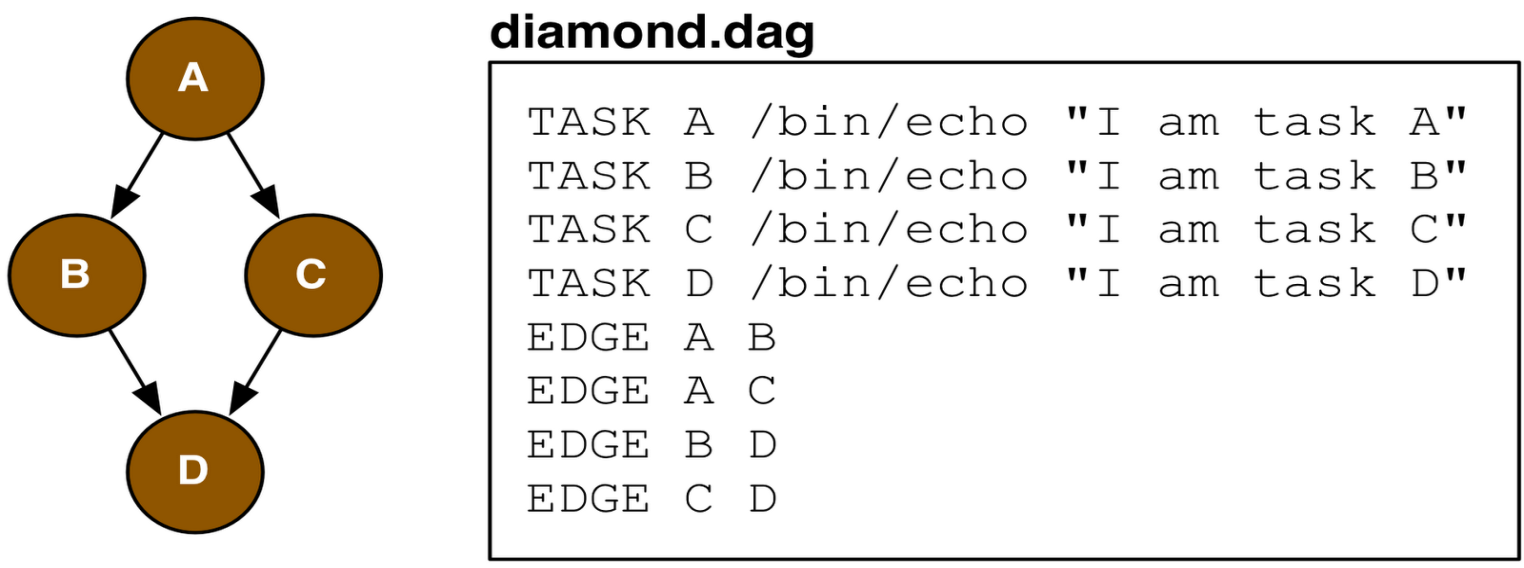 A
B
C
D
diamond.dag
TASK A /bin/echo "I am task A"
TASK B /bin/echo "I am task B"
TASK C /bin/echo "I am task C"
TASK D /bin/echo "I am task D"
EDGE A B
EDGE A C
EDGE B D
EDGE C D